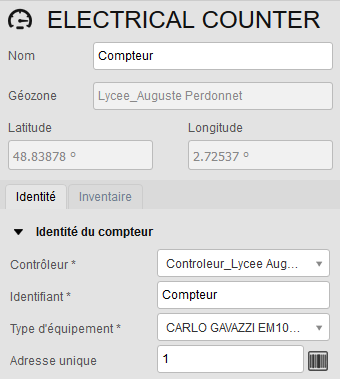 ELECTRICAL COUNTER
Nom Compteur
Géozone Lycee_Auguste Perdonnet
Latitude Longitude
48.83878 º 2.72537 º
Identité Inventaire
Identité du compteur
Contrôleur * Controleur_Lycee Aug...
Identifiant * Compteur
Type d'équipement * CARLO GAVAZZI EM10...
Adresse unique 1